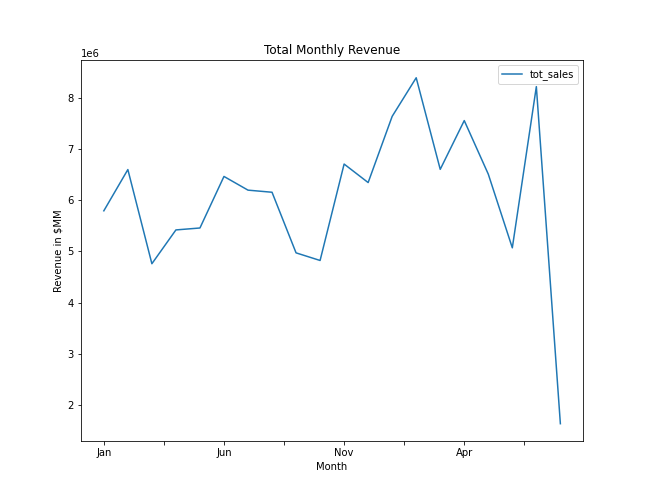 Total Monthly Revenue
1e6
tot_sales
8
7
6
5
4
3
2
Revenue in $MM
Jan Jun Nov Apr
Month